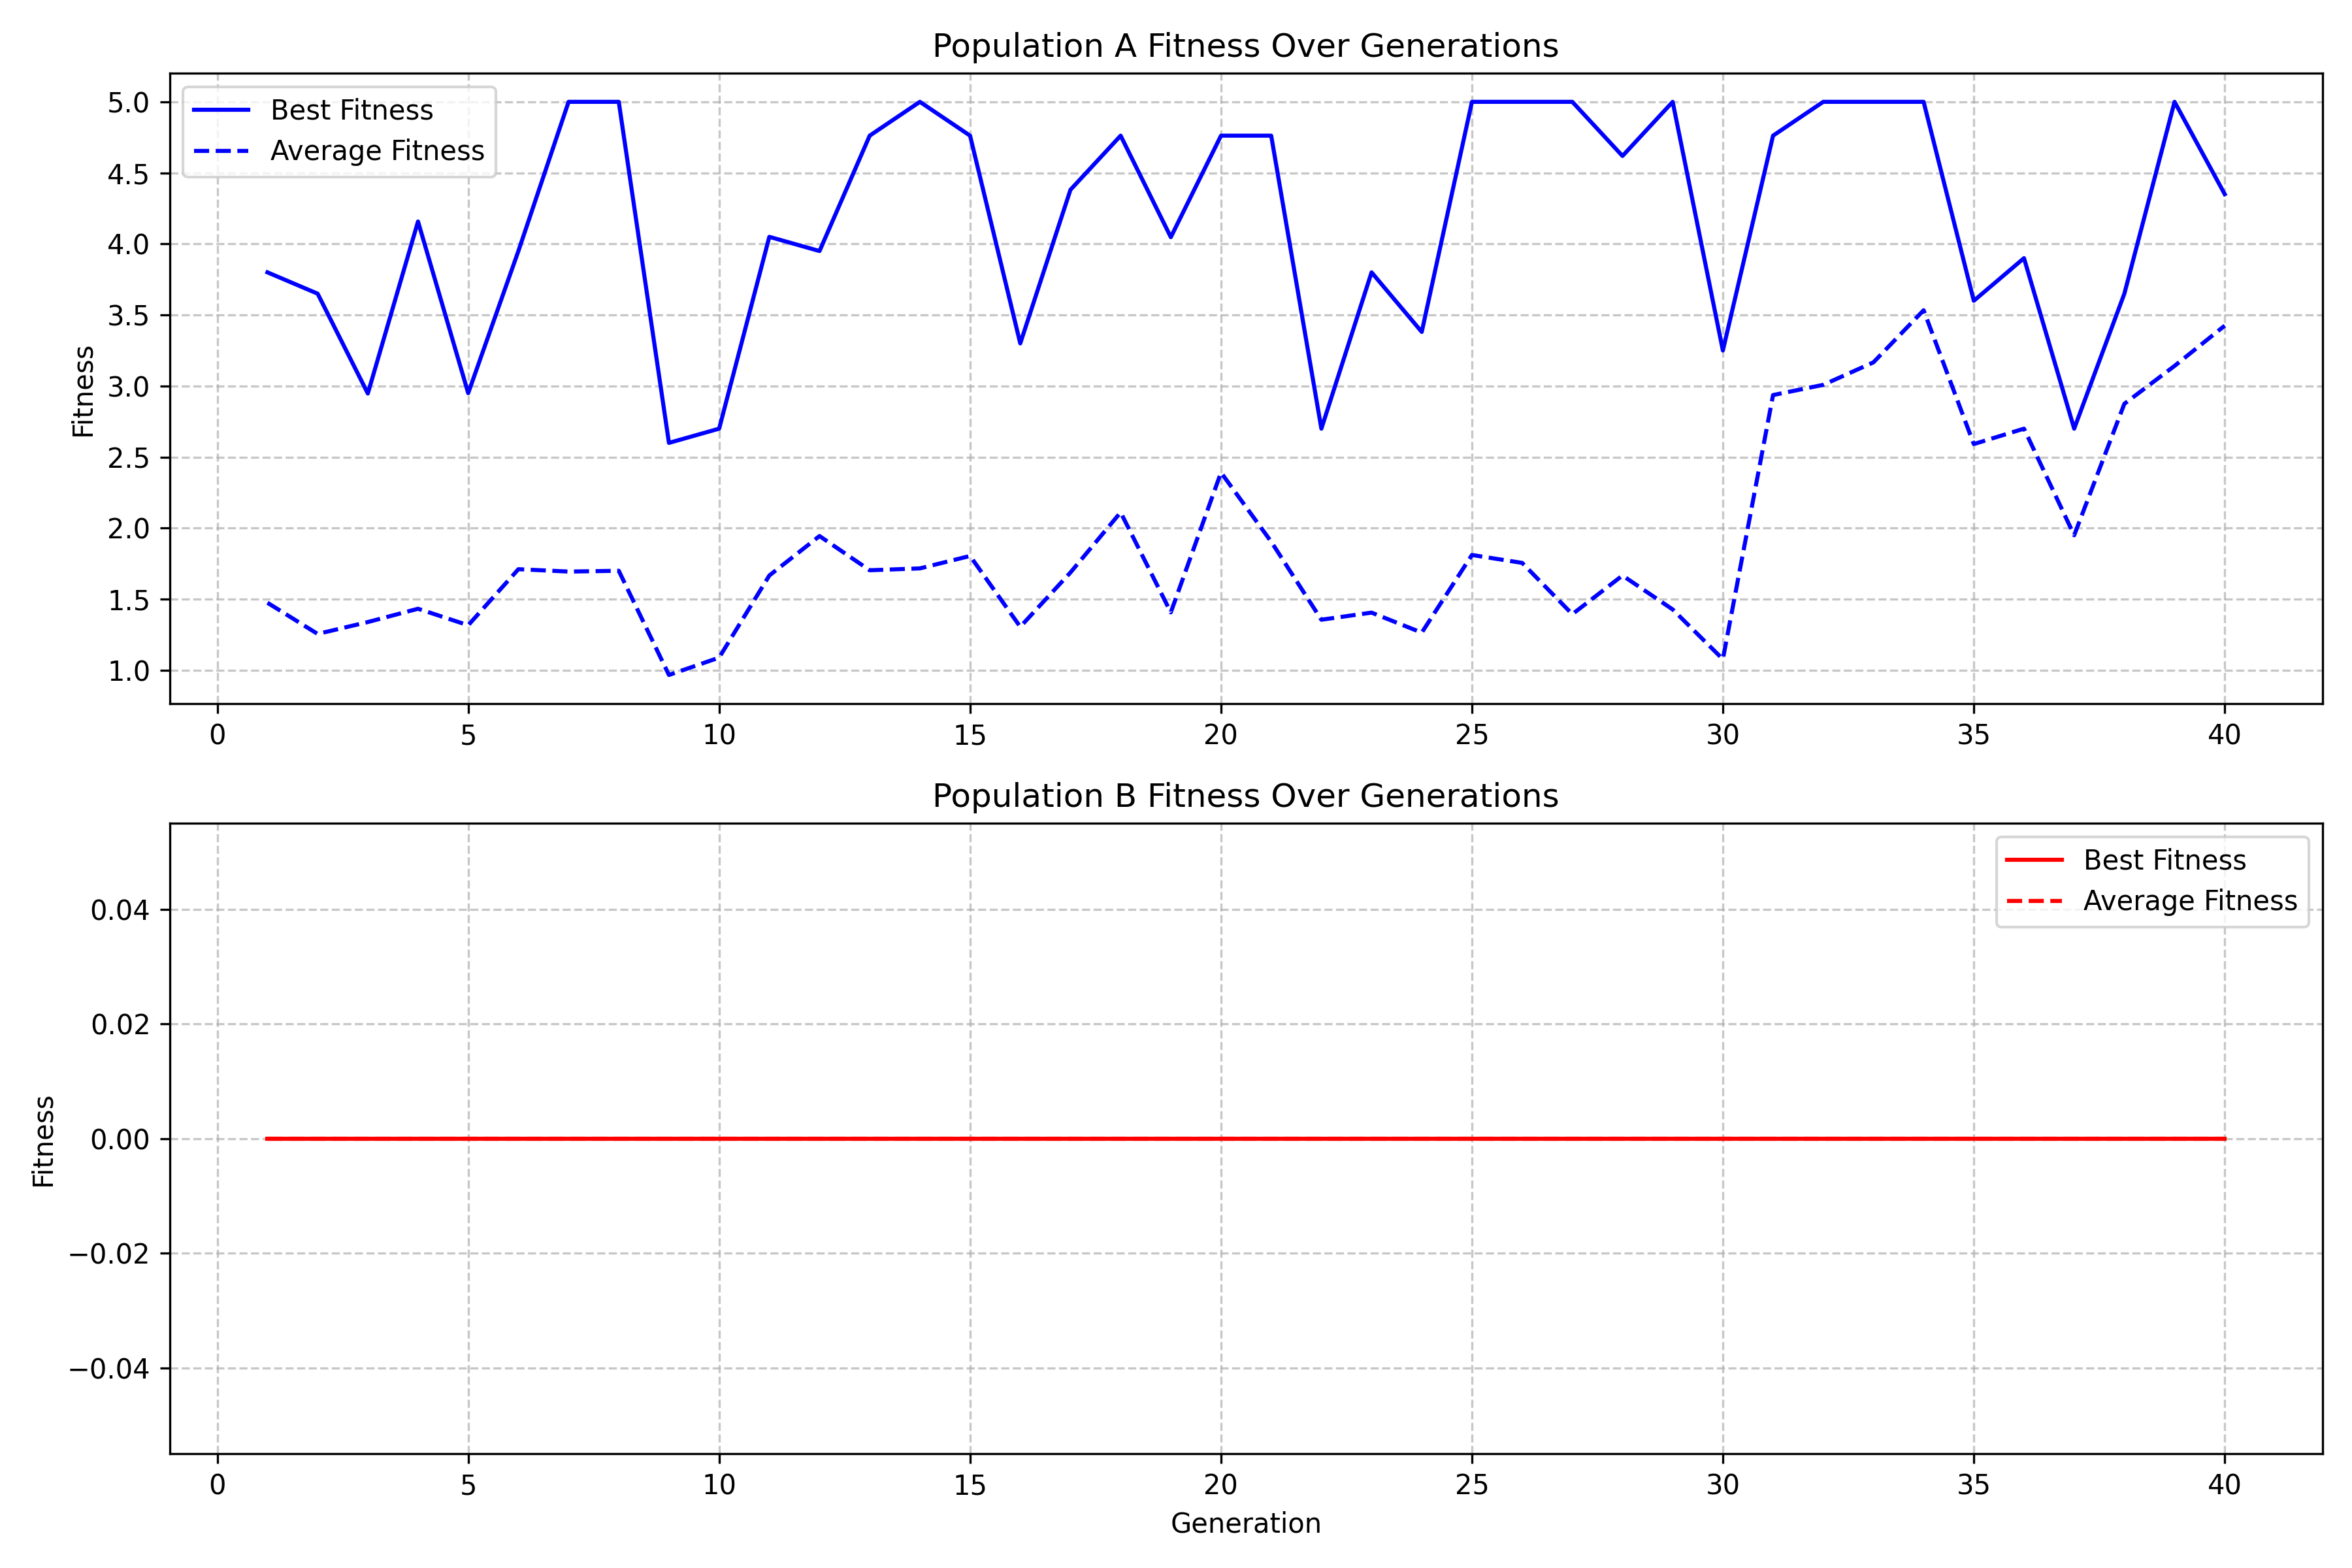 Population A Fitness Over Generations
Best Fitness
Average Fitness
5.0
4.5
4.0
3.5
3.0
2.5
2.0
1.5
1.0
Fitness
0 5 10 15 20 25 30 35 40
Population B Fitness Over Generations
Best Fitness
Average Fitness
0.04
0.02
0.00
−0.02
−0.04
Fitness
0 5 10 15 20 25 30 35 40
Generation